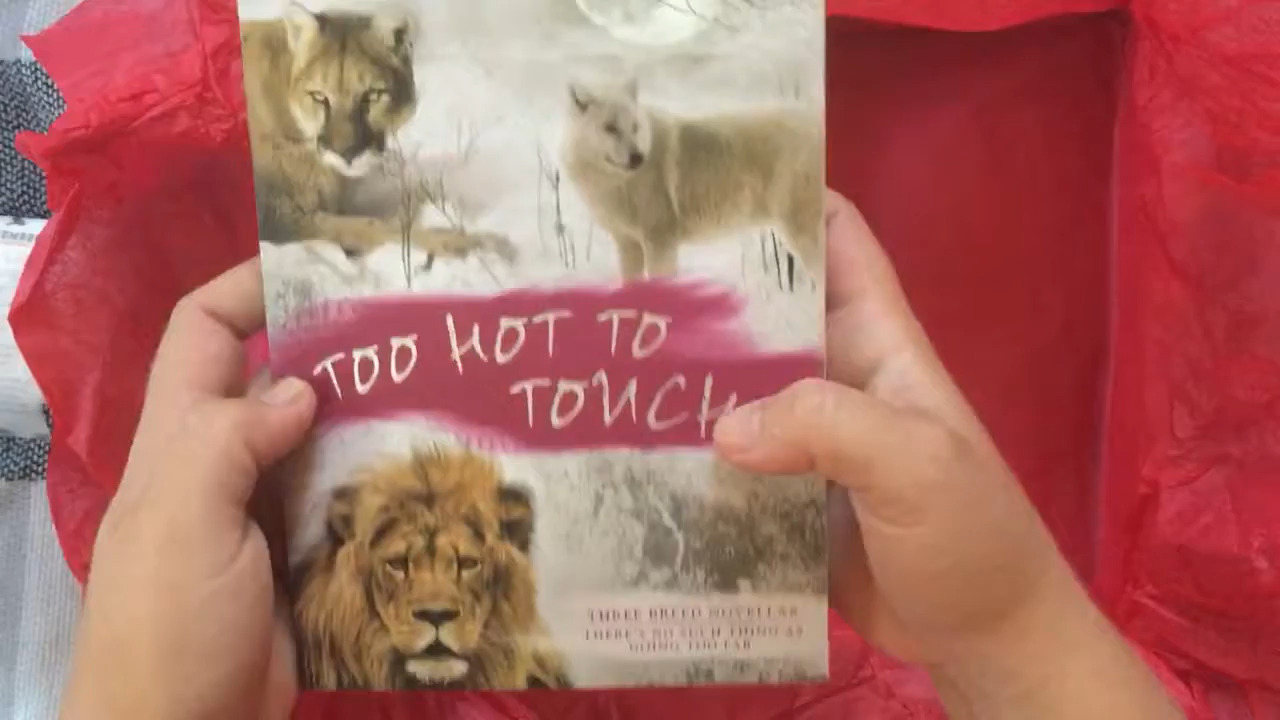 TOO HOT TO
TOUCH
THREE BREED NOVELLAS
THERE'S NO SUCH THING AS
GOING TOO FAR